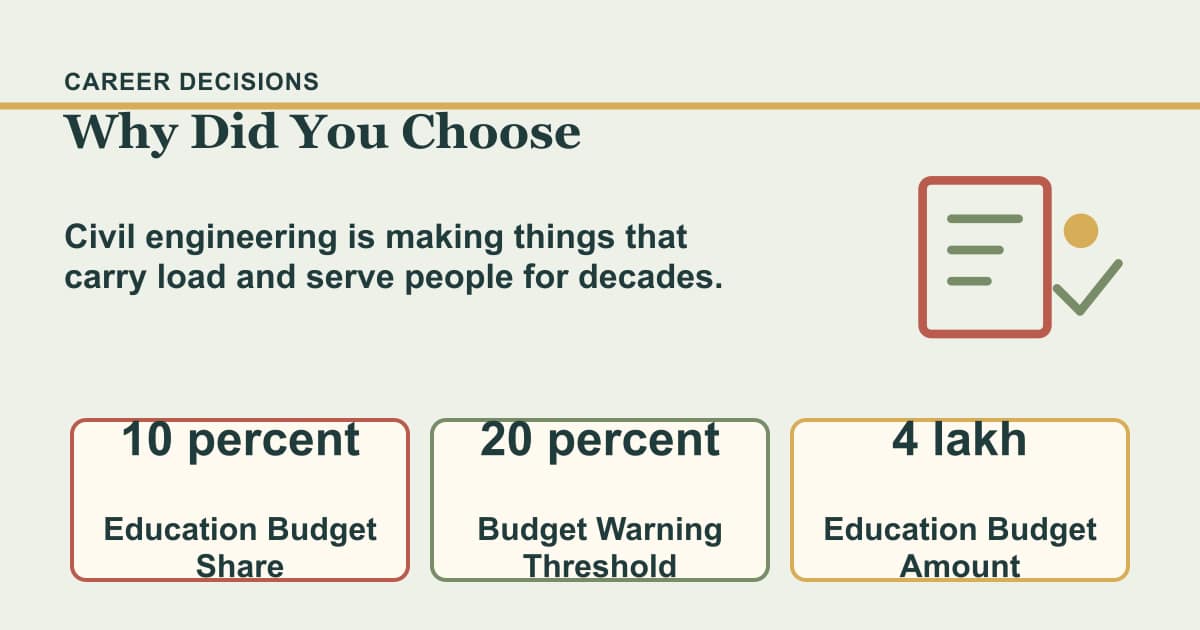 CAREER DECISIONS
Why Did You Choose
Civil engineering is making things that
carry load and serve people for decades.
10 percent
Education Budget
Share
20 percent
Budget Warning
Threshold
4 lakh
Education Budget
Amount